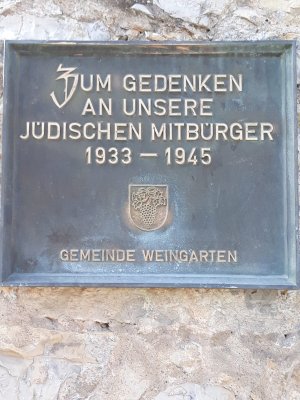 ZUM GEDENKEN
AN UNSERE
JÜDISCHEN MITBÜRGER
1933 – 1945
GEMEINDE WEINGARTEN